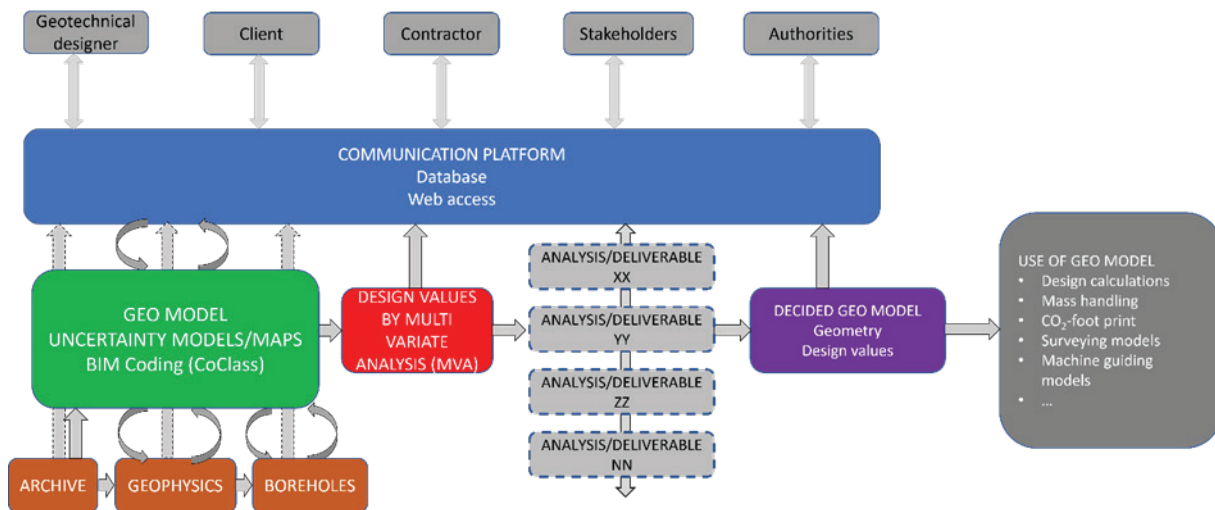 Geotechnical
designer
Client
Contractor
Stakeholders
Authorities
COMMUNICATION PLATFORM
Database
Web access
GEO MODEL
UNCERTAINTY MODELS/MAPS
BIM Coding (CoClass)
DESIGN VALUES
BY MULTI
VARIATE
ANALYSIS (MVA)
ANALYSIS/DELIVERABLE
XX
ANALYSIS/DELIVERABLE
YY
ANALYSIS/DELIVERABLE
ZZ
ANALYSIS/DELIVERABLE
NN
DECIDED GEO MODEL
Geometry
Design values
USE OF GEO MODEL
• Design calculations
• Mass handling
• CO₂-foot print
• Surveying models
• Machine guiding
models
• ...
ARCHIVE
GEOPHYSICS
BOREHOLES